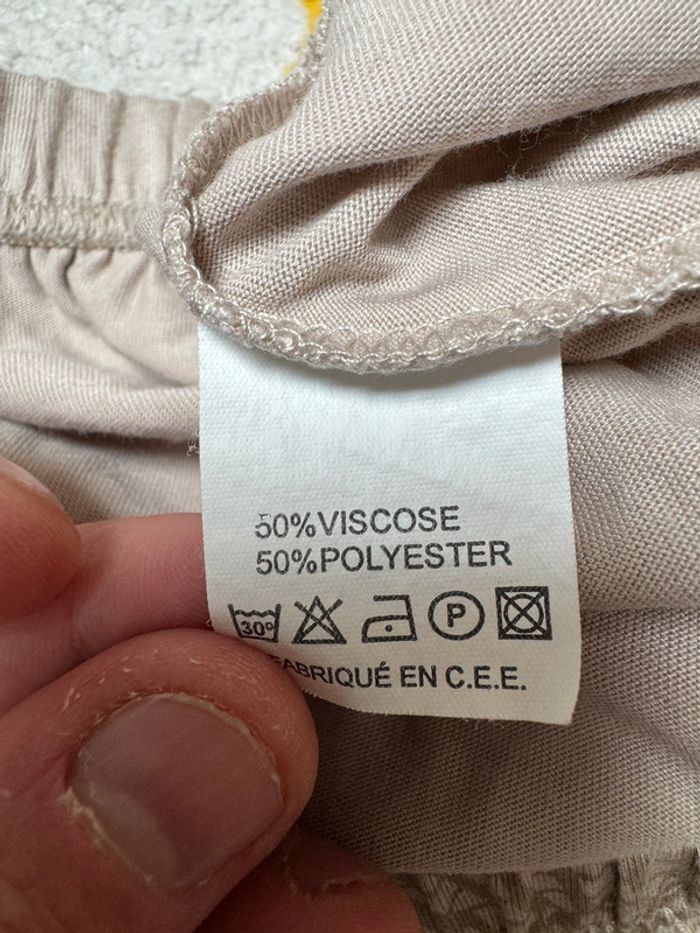 50%VISCOSE
50%POLYESTER
30° P
FABRIQUÉ EN C.E.E.